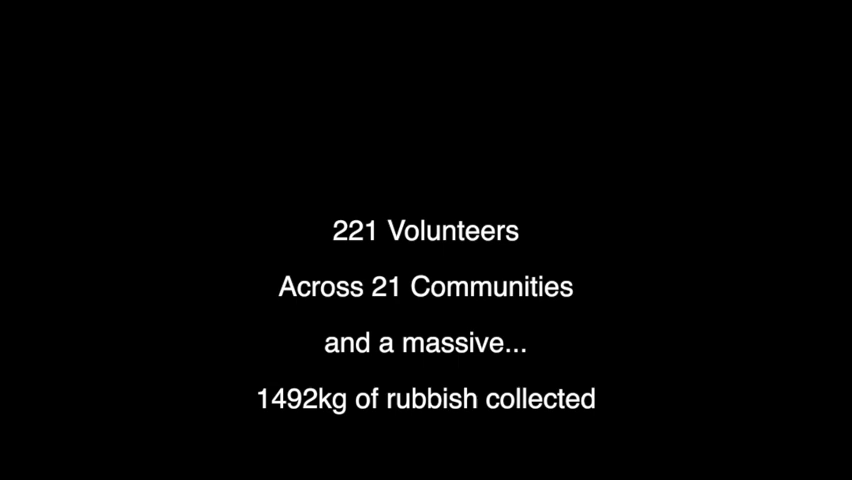 221 Volunteers
Across 21 Communities
and a massive...
1492kg of rubbish collected